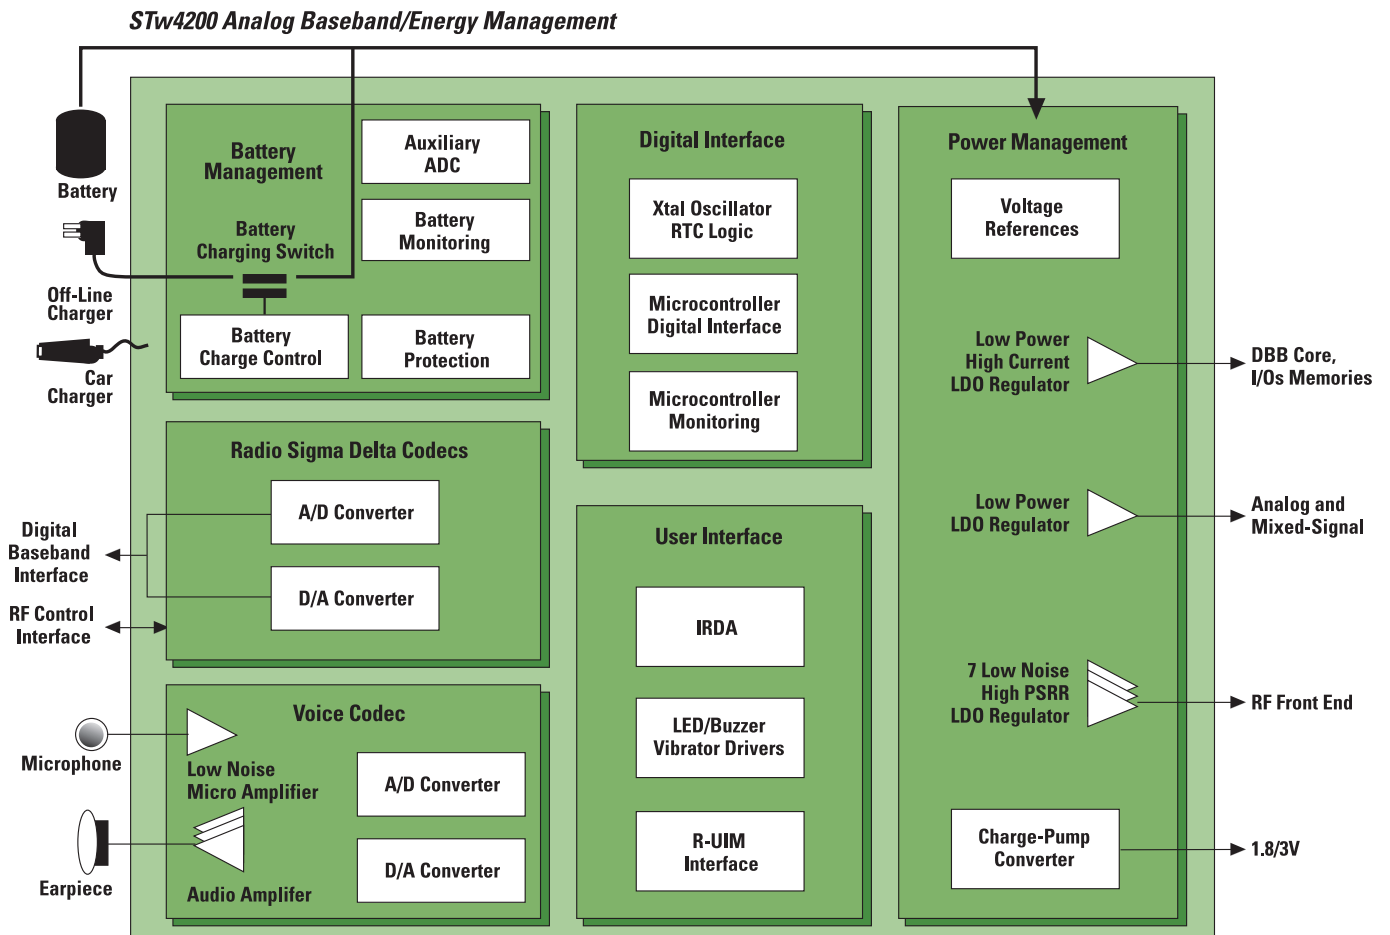 STw4200 Analog Baseband/Energy Management
Battery
Off-Line
Charger
Car
Charger
Battery
Management
Auxiliary
ADC
Battery
Monitoring
Battery
Charging Switch
Battery
Charge Control
Battery
Protection
Digital Interface
Xtal Oscillator
RTC Logic
Microcontroller
Digital Interface
Microcontroller
Monitoring
Power Management
Voltage
References
Low Power
High Current
LDO Regulator
DBB Core,
I/Os Memories
Low Power
LDO Regulator
Analog and
Mixed-Signal
7 Low Noise
High PSRR
LDO Regulator
RF Front End
Charge-Pump
Converter
1.8/3V
Radio Sigma Delta Codecs
A/D Converter
D/A Converter
Digital
Baseband
Interface
RF Control
Interface
User Interface
IRDA
LED/Buzzer
Vibrator Drivers
R-UIM
Interface
Voice Codec
Microphone
Low Noise
Micro Amplifier
A/D Converter
D/A Converter
Earpiece
Audio Amplifer